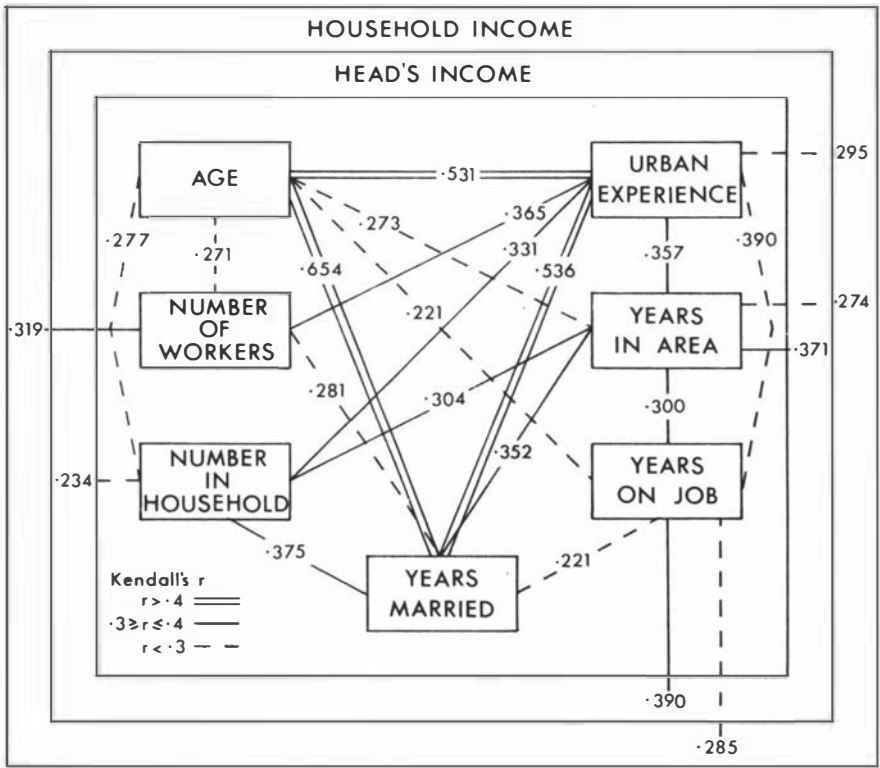 HOUSEHOLD INCOME
HEAD'S INCOME
AGE
·531
URBAN
EXPERIENCE
·295
·277
·271
·654
·273
·365
·331
·536
·357
·390
NUMBER
OF
WORKERS
·319
·221
YEARS
IN AREA
·274
·371
·281
·304
·300
NUMBER
IN
HOUSEHOLD
·234
·352
YEARS
ON JOB
·375
·221
YEARS
MARRIED
Kendall's r
r > ·4
·3 ≥ r ≤ ·4
r < ·3
·390
·285